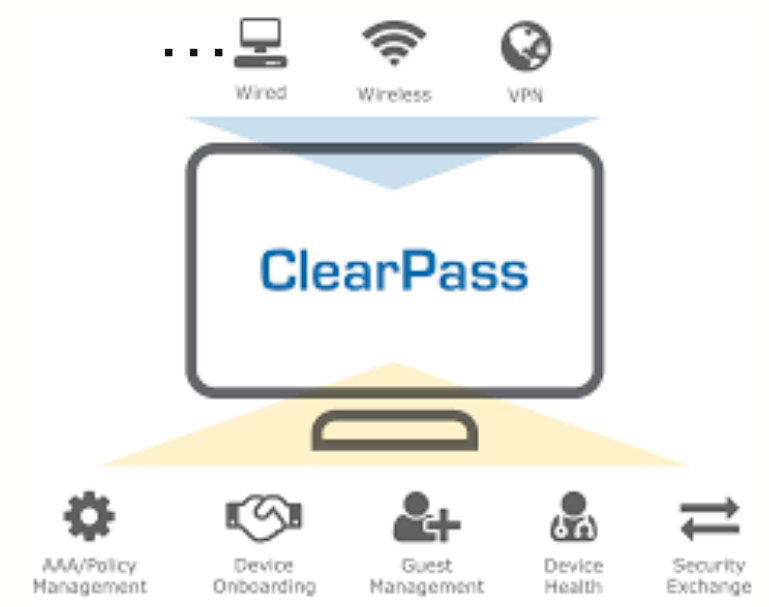 ...
Wired
Wireless
VPN
ClearPass
AAA/Policy
Management
Device
Onboarding
Guest
Management
Device
Health
Security
Exchange